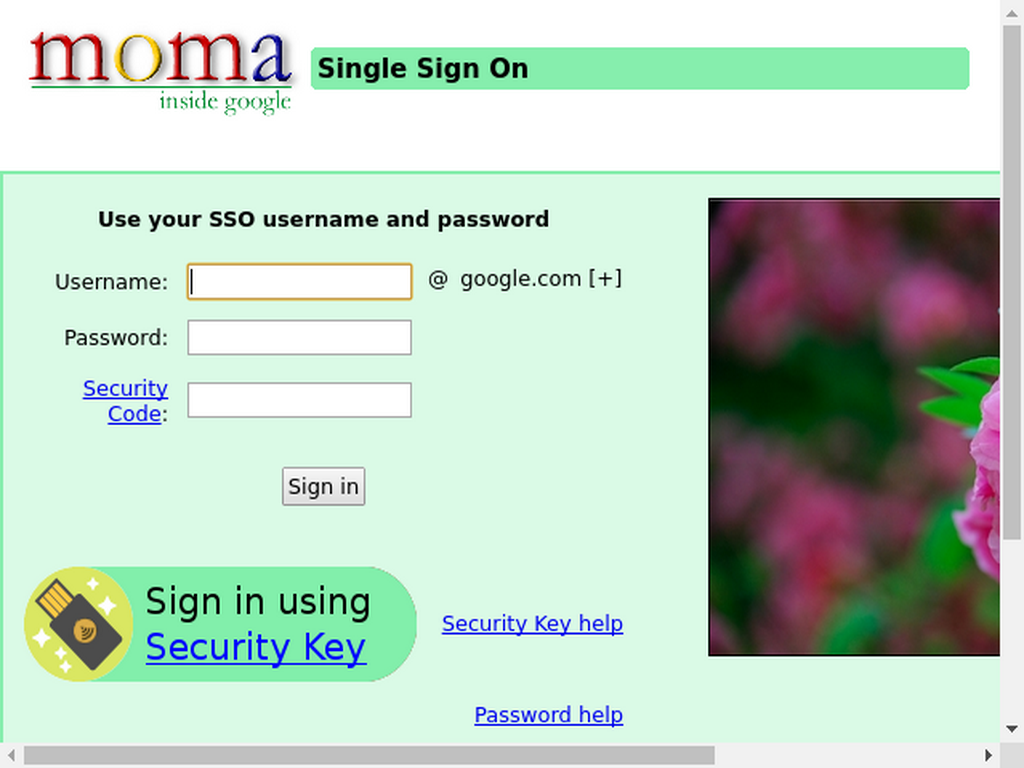 moma
inside google
Single Sign On
Use your SSO username and password
Username:
@ google.com [+]
Password:
Security
Code:
Sign in
Sign in using
Security Key
Security Key help
Password help